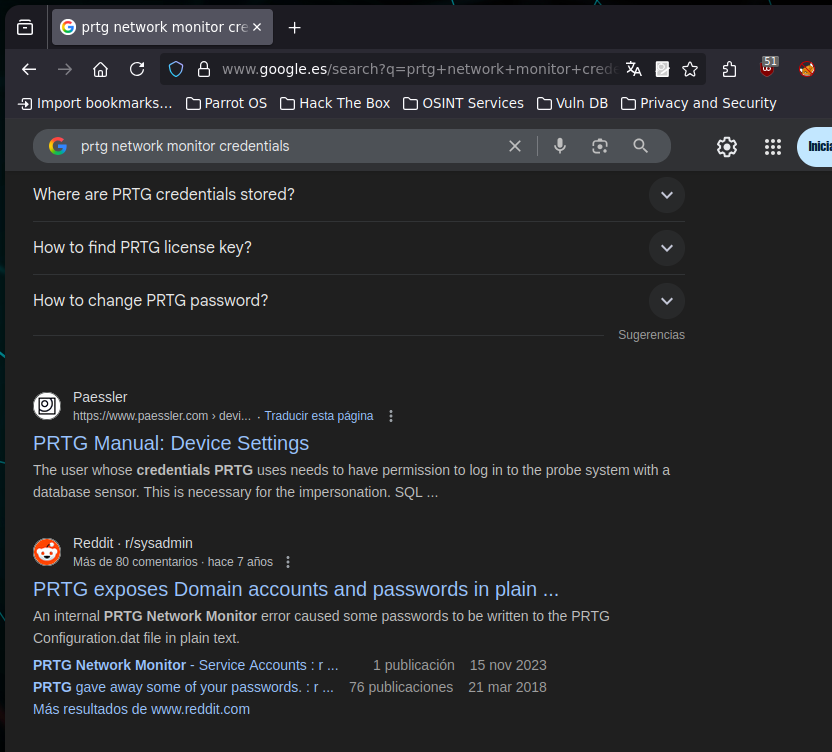 prtg network monitor cre
www.google.es/search?q=prtg+network+monitor+crede
51
Import bookmarks...
Parrot OS
Hack The Box
OSINT Services
Vuln DB
Privacy and Security
prtg network monitor credentials
Inicia
Where are PRTG credentials stored?
How to find PRTG license key?
How to change PRTG password?
Sugerencias
Paessler
https://www.paessler.com › devi... · Traducir esta página
PRTG Manual: Device Settings
The user whose credentials PRTG uses needs to have permission to log in to the probe system with a
database sensor. This is necessary for the impersonation. SQL ...
Reddit · r/sysadmin
Más de 80 comentarios · hace 7 años
PRTG exposes Domain accounts and passwords in plain ...
An internal PRTG Network Monitor error caused some passwords to be written to the PRTG
Configuration.dat file in plain text.
PRTG Network Monitor - Service Accounts : r ... 1 publicación 15 nov 2023
PRTG gave away some of your passwords. : r ... 76 publicaciones 21 mar 2018
Más resultados de www.reddit.com